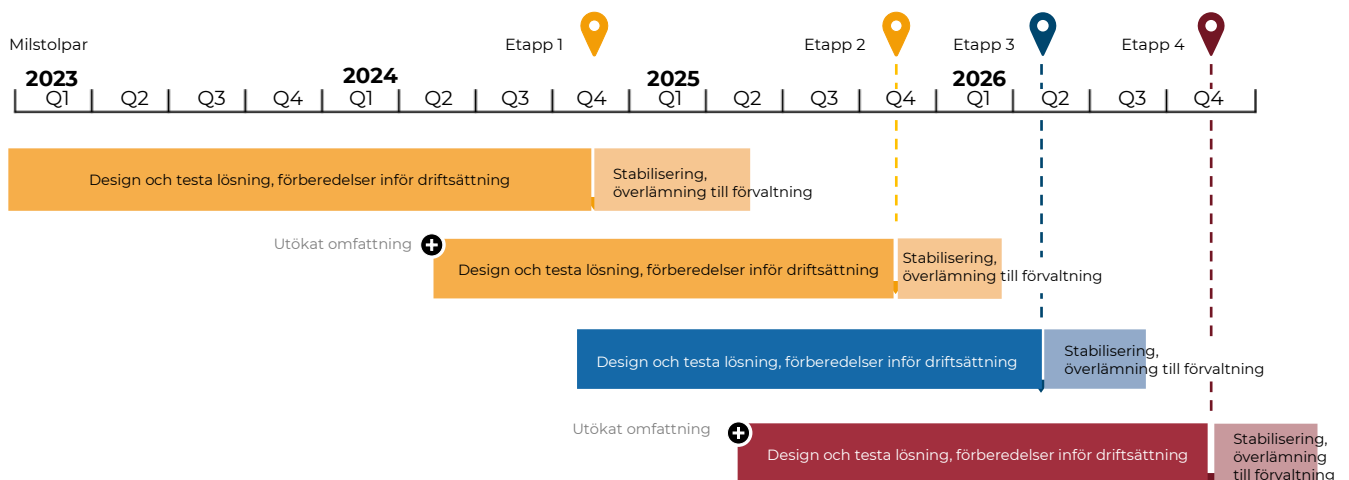 Milstolpar
Etapp 1
Etapp 2
Etapp 3
Etapp 4
2023
2024
2025
2026
Q1 Q2 Q3 Q4 Q1 Q2 Q3 Q4 Q1 Q2 Q3 Q4 Q1 Q2 Q3 Q4
Design och testa lösning, förberedelser inför driftsättning
Stabilisering,
överlämning till förvaltning
Utökat omfattning
Design och testa lösning, förberedelser inför driftsättning
Stabilisering,
överlämning till förvaltning
Design och testa lösning, förberedelser inför driftsättning
Stabilisering,
överlämning till förvaltning
Utökat omfattning
Design och testa lösning, förberedelser inför driftsättning
Stabilisering,
överlämning
till förvaltning